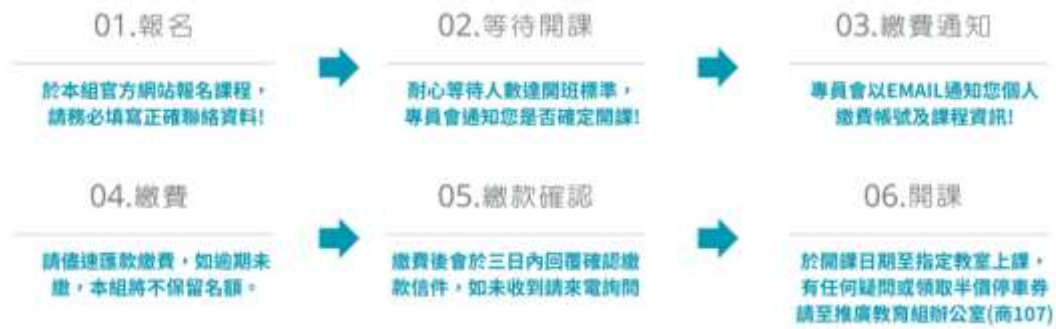 01.報名
於本組官方網站報名課程，
請務必填寫正確聯絡資料!
02.等待開課
耐心等待人數達開班標準，
專員會通知您是否確定開課!
03.繳費通知
專員會以EMAIL通知您個人
繳費帳號及課程資訊!
04.繳費
請儘速匯款繳費，如逾期未
繳，本組將不保留名額。
05.繳款確認
繳費後會於三日內回覆確認繳
款信件，如未收到請來電詢問
06.開課
於開課日期至指定教室上課，
有任何疑問或領取半價停車券
請至推廣教育組辦公室(商107)